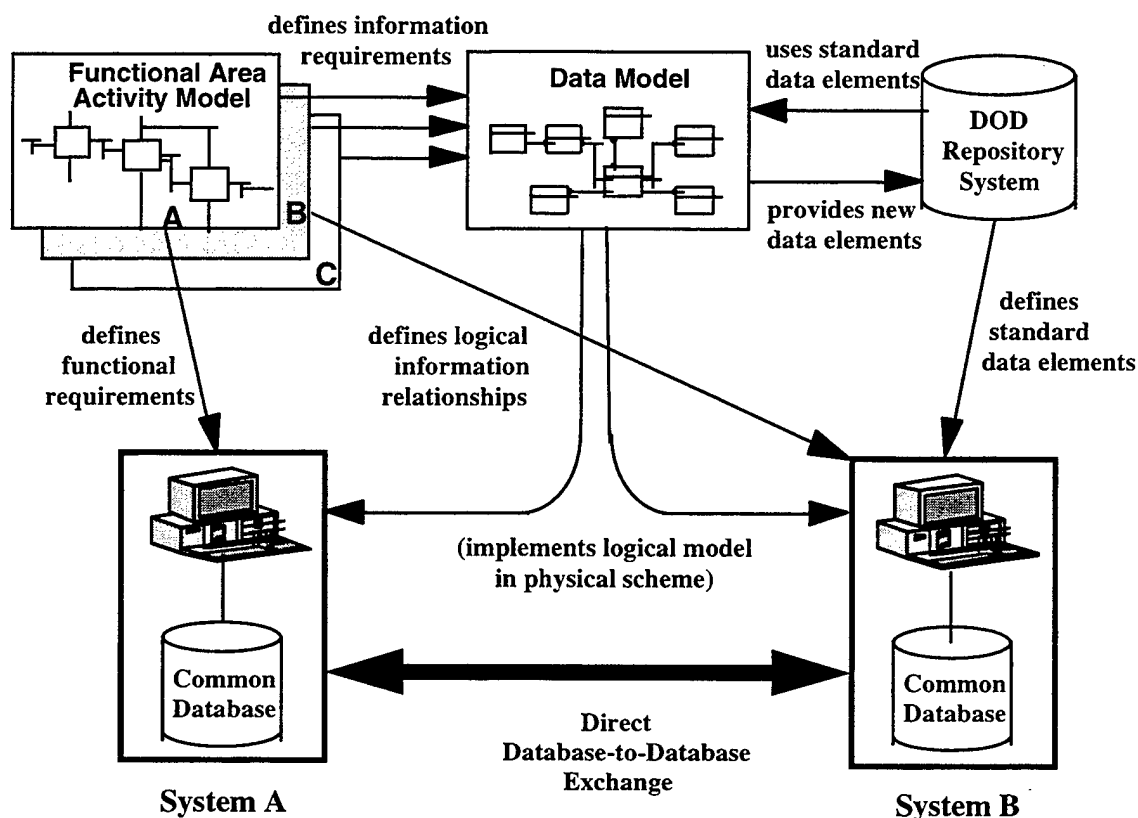 defines information
requirements
Functional Area
Activity Model
A
B
C
Data Model
uses standard
data elements
DOD
Repository
System
provides new
data elements
defines
functional
requirements
defines logical
information
relationships
defines
standard
data elements
(implements logical model
in physical scheme)
Common
Database
Common
Database
Direct
Database-to-Database
Exchange
System A
System B